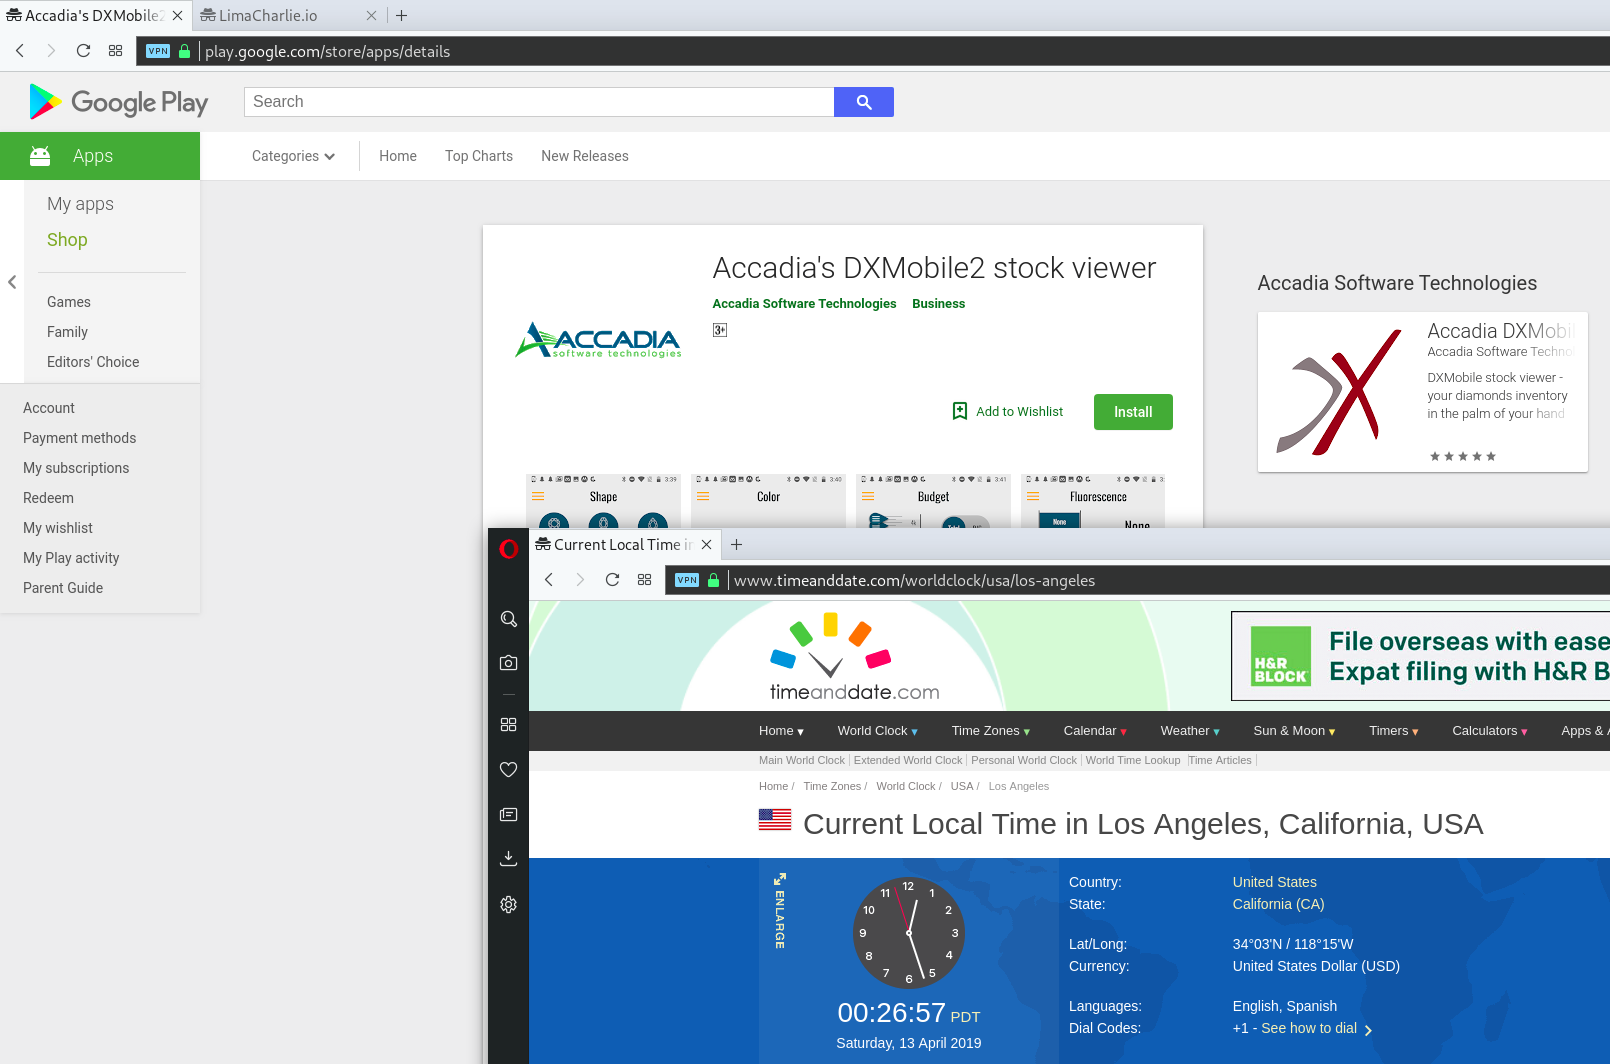 Accadia's DXMobile2
LimaCharlie.io
VPN
play.google.com/store/apps/details
Google Play
Search
Apps
Categories
Home
Top Charts
New Releases
My apps
Shop
Games
Family
Editors' Choice
Account
Payment methods
My subscriptions
Redeem
My wishlist
My Play activity
Parent Guide
Accadia's DXMobile2 stock viewer
Accadia Software Technologies Business
3+
ACCADIA
software technologies
Add to Wishlist
Install
3:39
Shape
3:40
Color
3:41
Budget
Fluorescence
None
None
Accadia Software Technologies
Accadia DXMobil
Accadia Software Techno
DXMobile stock viewer -
your diamonds inventory
in the palm of your hand
Current Local Time in
VPN
www.timeanddate.com/worldclock/usa/los-angeles
timeanddate.com
H&R
BLOCK
File overseas with ease
Expat filing with H&R B
Home World Clock Time Zones Calendar Weather Sun & Moon Timers Calculators Apps &
Main World Clock Extended World Clock Personal World Clock World Time Lookup Time Articles
Home / Time Zones / World Clock / USA / Los Angeles
Current Local Time in Los Angeles, California, USA
ENLARGE
12
1
2
3
4
5
6
7
8
9
10
11
00:26:57 PDT
Saturday, 13 April 2019
Country: United States
State: California (CA)
Lat/Long: 34°03'N / 118°15'W
Currency: United States Dollar (USD)
Languages: English, Spanish
Dial Codes: +1 - See how to dial